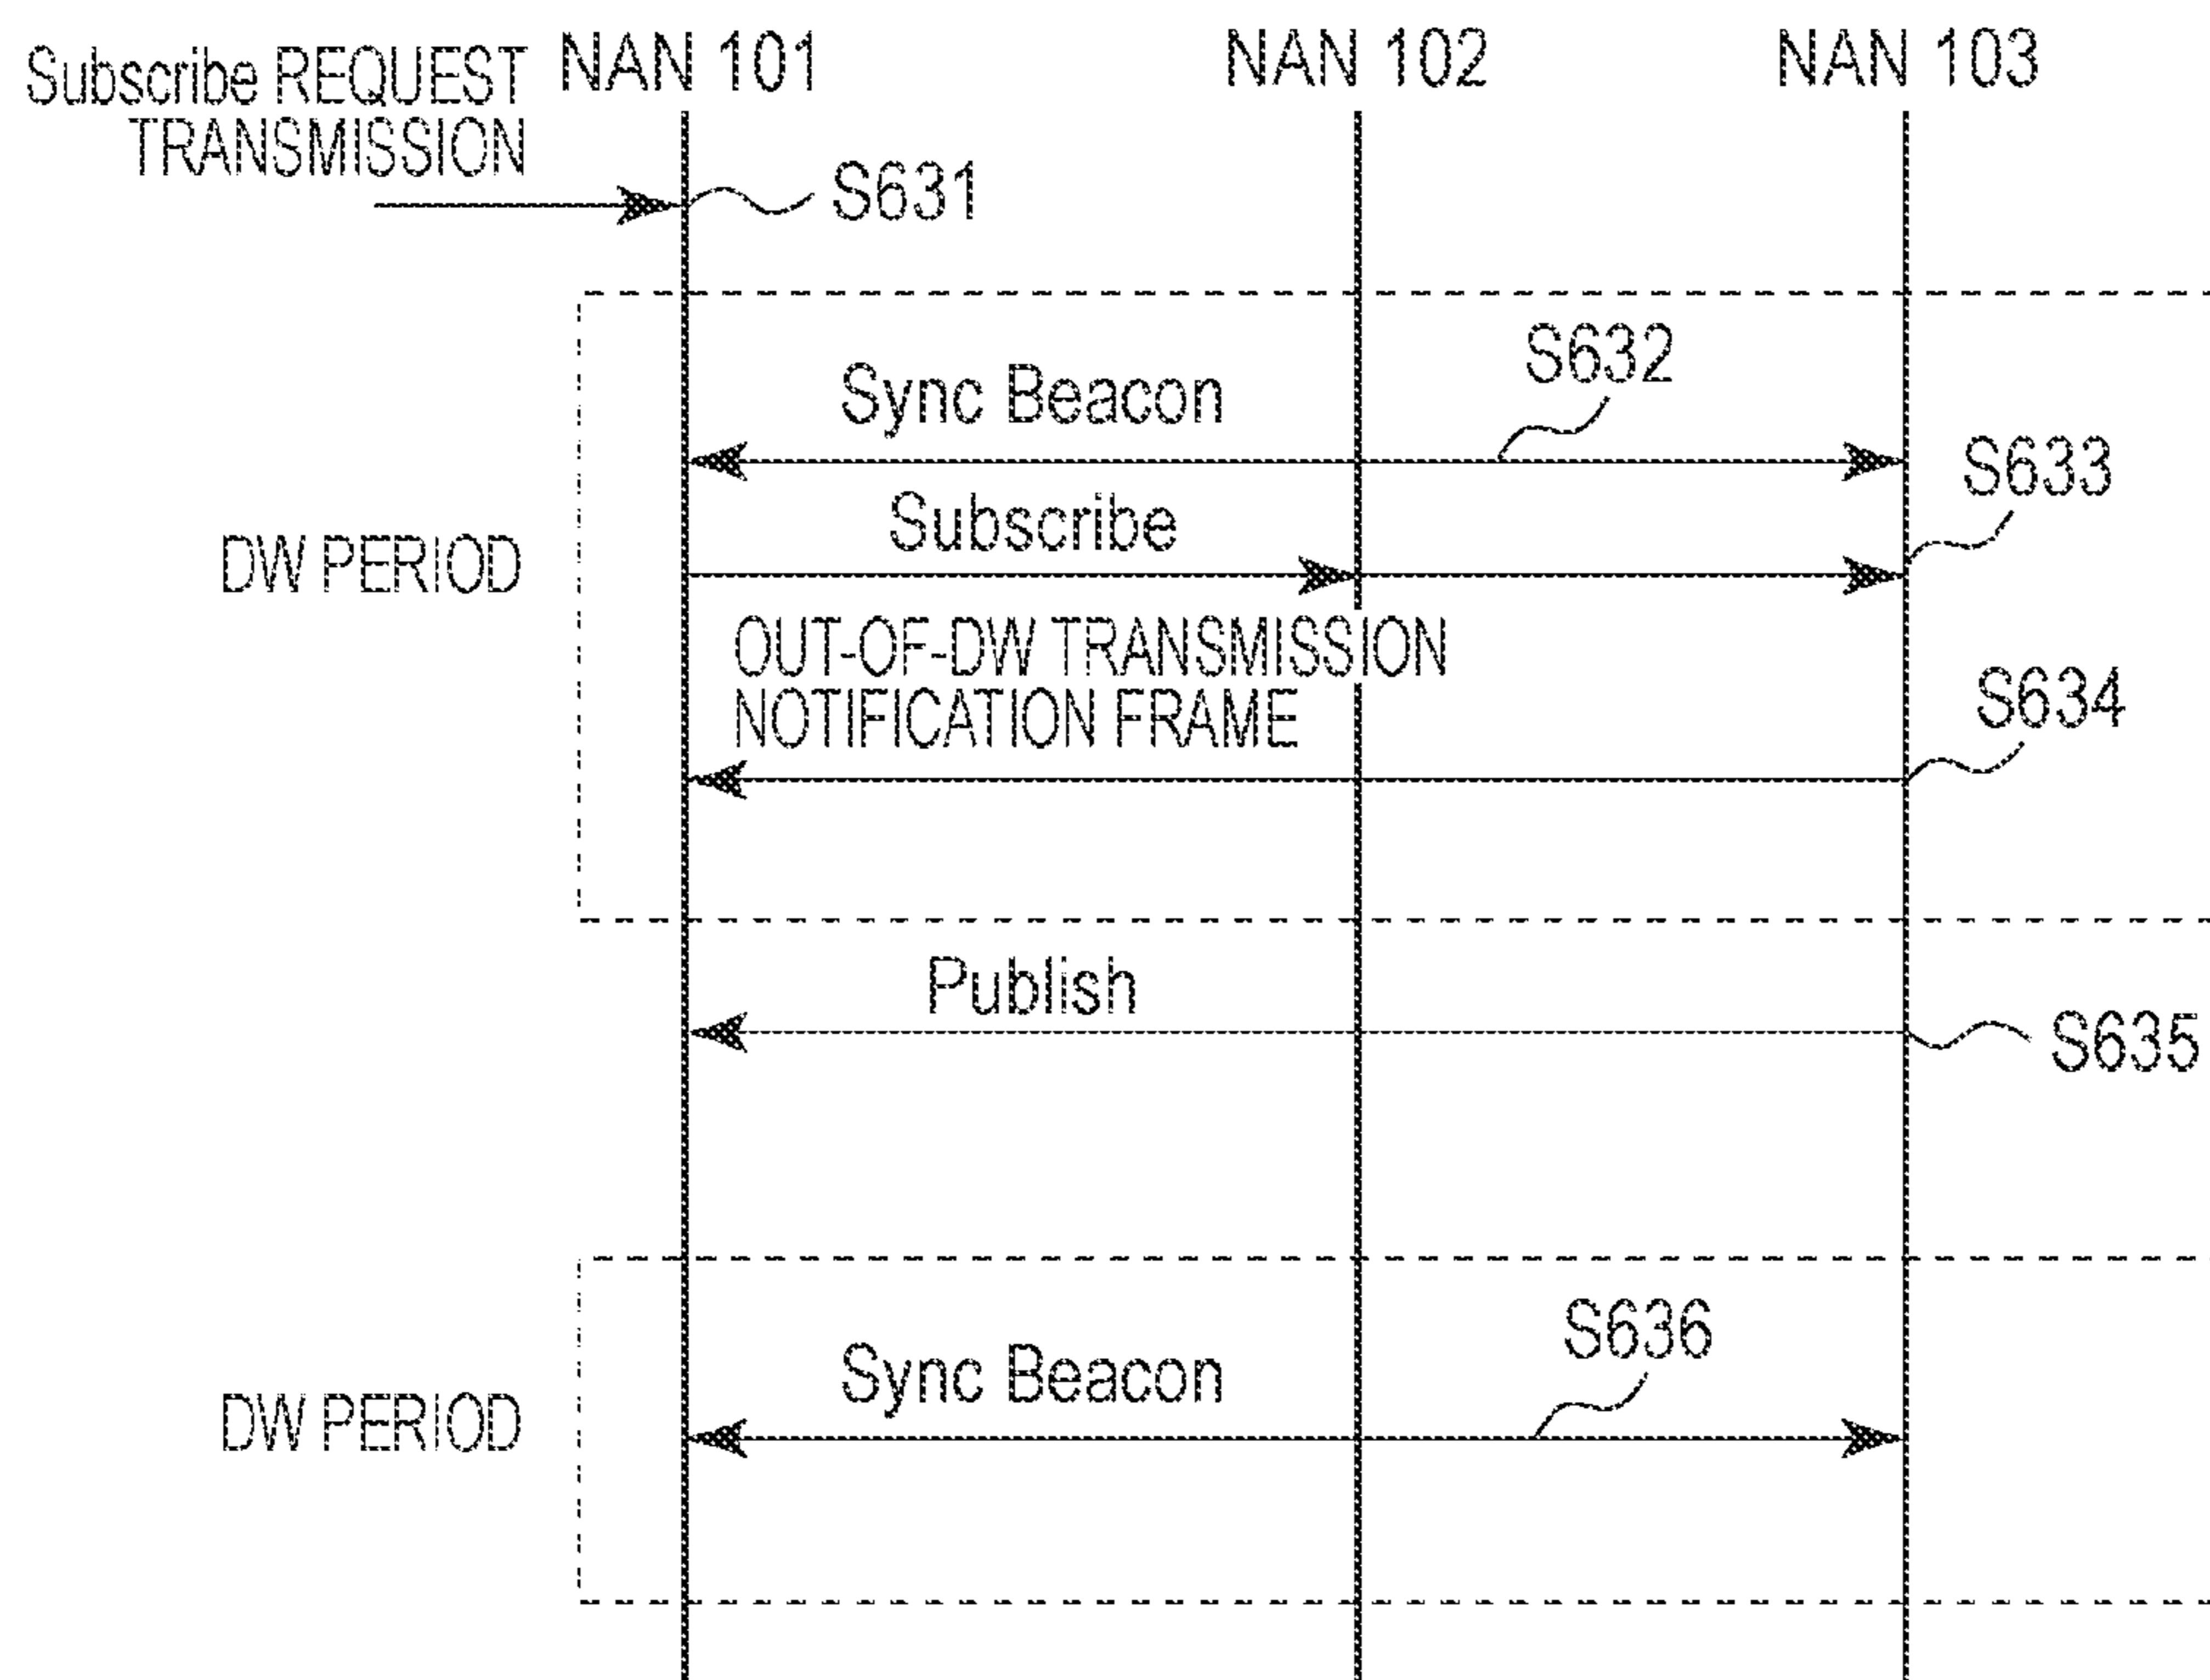 Subscribe REQUEST
TRANSMISSION
NAN 101
NAN 102
NAN 103
S631
Sync Beacon
S632
Subscribe
S633
DW PERIOD
OUT-OF-DW TRANSMISSION
NOTIFICATION FRAME
S634
Publish
S635
Sync Beacon
S636
DW PERIOD